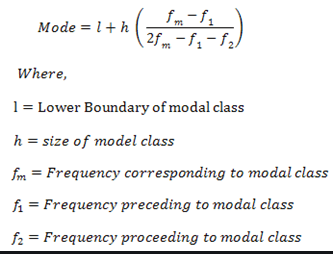 Mode = l + h ( (f_m − f_1) / (2f_m − f_1 − f_2) )
Where,
l = Lower Boundary of modal class
h = size of model class
f_m = Frequency corresponding to modal class
f_1 = Frequency preceding to modal class
f_2 = Frequency proceeding to modal class